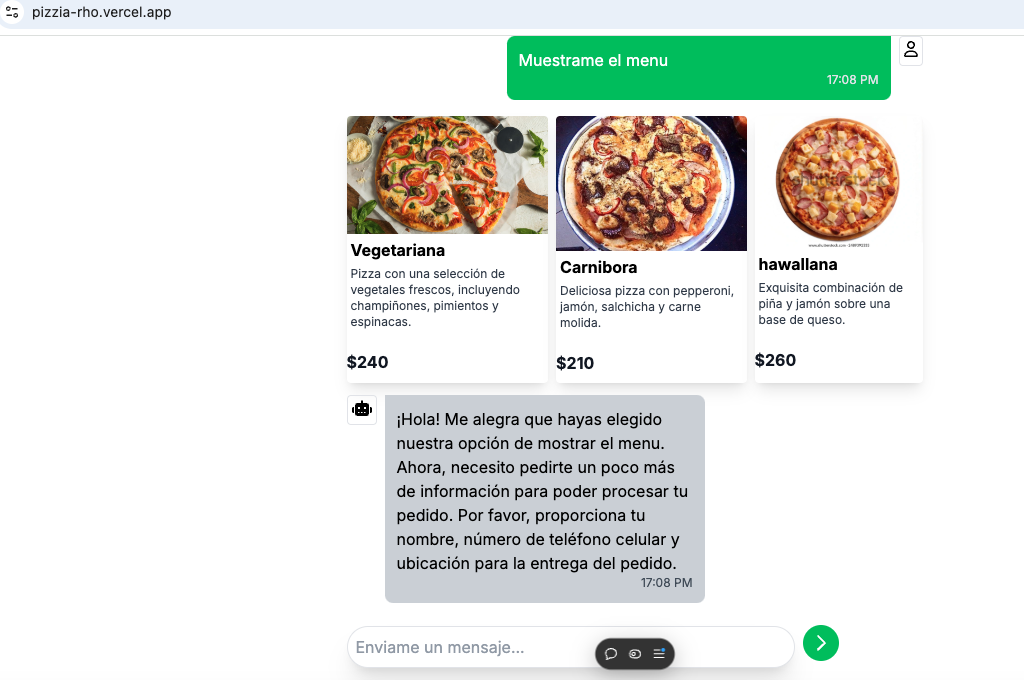 pizzia-rho.vercel.app
Muestrame el menu
17:08 PM
Vegetariana
Pizza con una selección de
vegetales frescos, incluyendo
champiñones, pimientos y
espinacas.
$240
Carnibora
Deliciosa pizza con pepperoni,
jamón, salchicha y carne
molida.
$210
hawallana
Exquisita combinación de
piña y jamón sobre una
base de queso.
$260
¡Hola! Me alegra que hayas elegido
nuestra opción de mostrar el menu.
Ahora, necesito pedirte un poco más
de información para poder procesar tu
pedido. Por favor, proporciona tu
nombre, número de teléfono celular y
ubicación para la entrega del pedido.
17:08 PM
Enviame un mensaje...